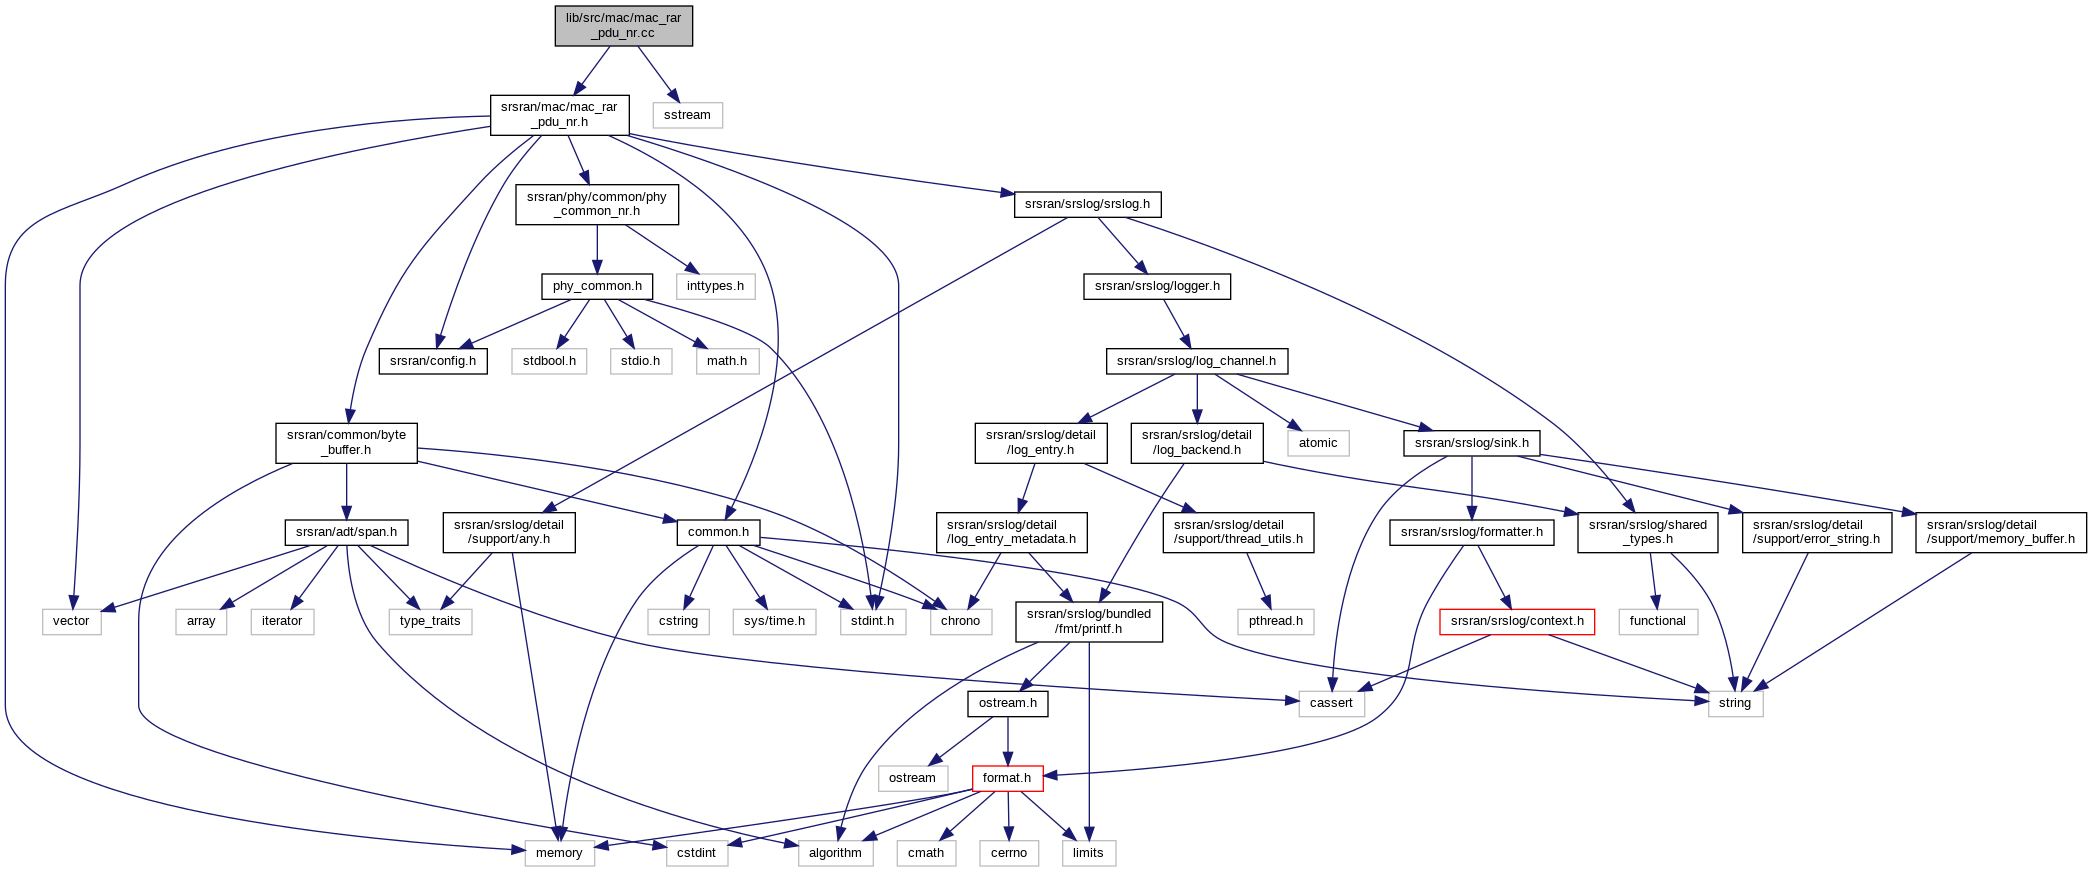 lib/src/mac/mac_rar
_pdu_nr.cc
srsran/mac/mac_rar
_pdu_nr.h
sstream
srsran/phy/common/phy
_common_nr.h
srsran/srslog/srslog.h
phy_common.h
inttypes.h
srsran/srslog/logger.h
srsran/config.h
stdbool.h
stdio.h
math.h
srsran/srslog/log_channel.h
srsran/common/byte
_buffer.h
srsran/srslog/detail
/log_entry.h
srsran/srslog/detail
/log_backend.h
atomic
srsran/srslog/sink.h
srsran/adt/span.h
srsran/srslog/detail
/support/any.h
common.h
srsran/srslog/detail
/log_entry_metadata.h
srsran/srslog/detail
/support/thread_utils.h
srsran/srslog/formatter.h
srsran/srslog/shared
_types.h
srsran/srslog/detail
/support/error_string.h
srsran/srslog/detail
/support/memory_buffer.h
vector
array
iterator
type_traits
cstring
sys/time.h
stdint.h
chrono
srsran/srslog/bundled
/fmt/printf.h
pthread.h
srsran/srslog/context.h
functional
ostream.h
cassert
string
ostream
format.h
memory
cstdint
algorithm
cmath
cerrno
limits